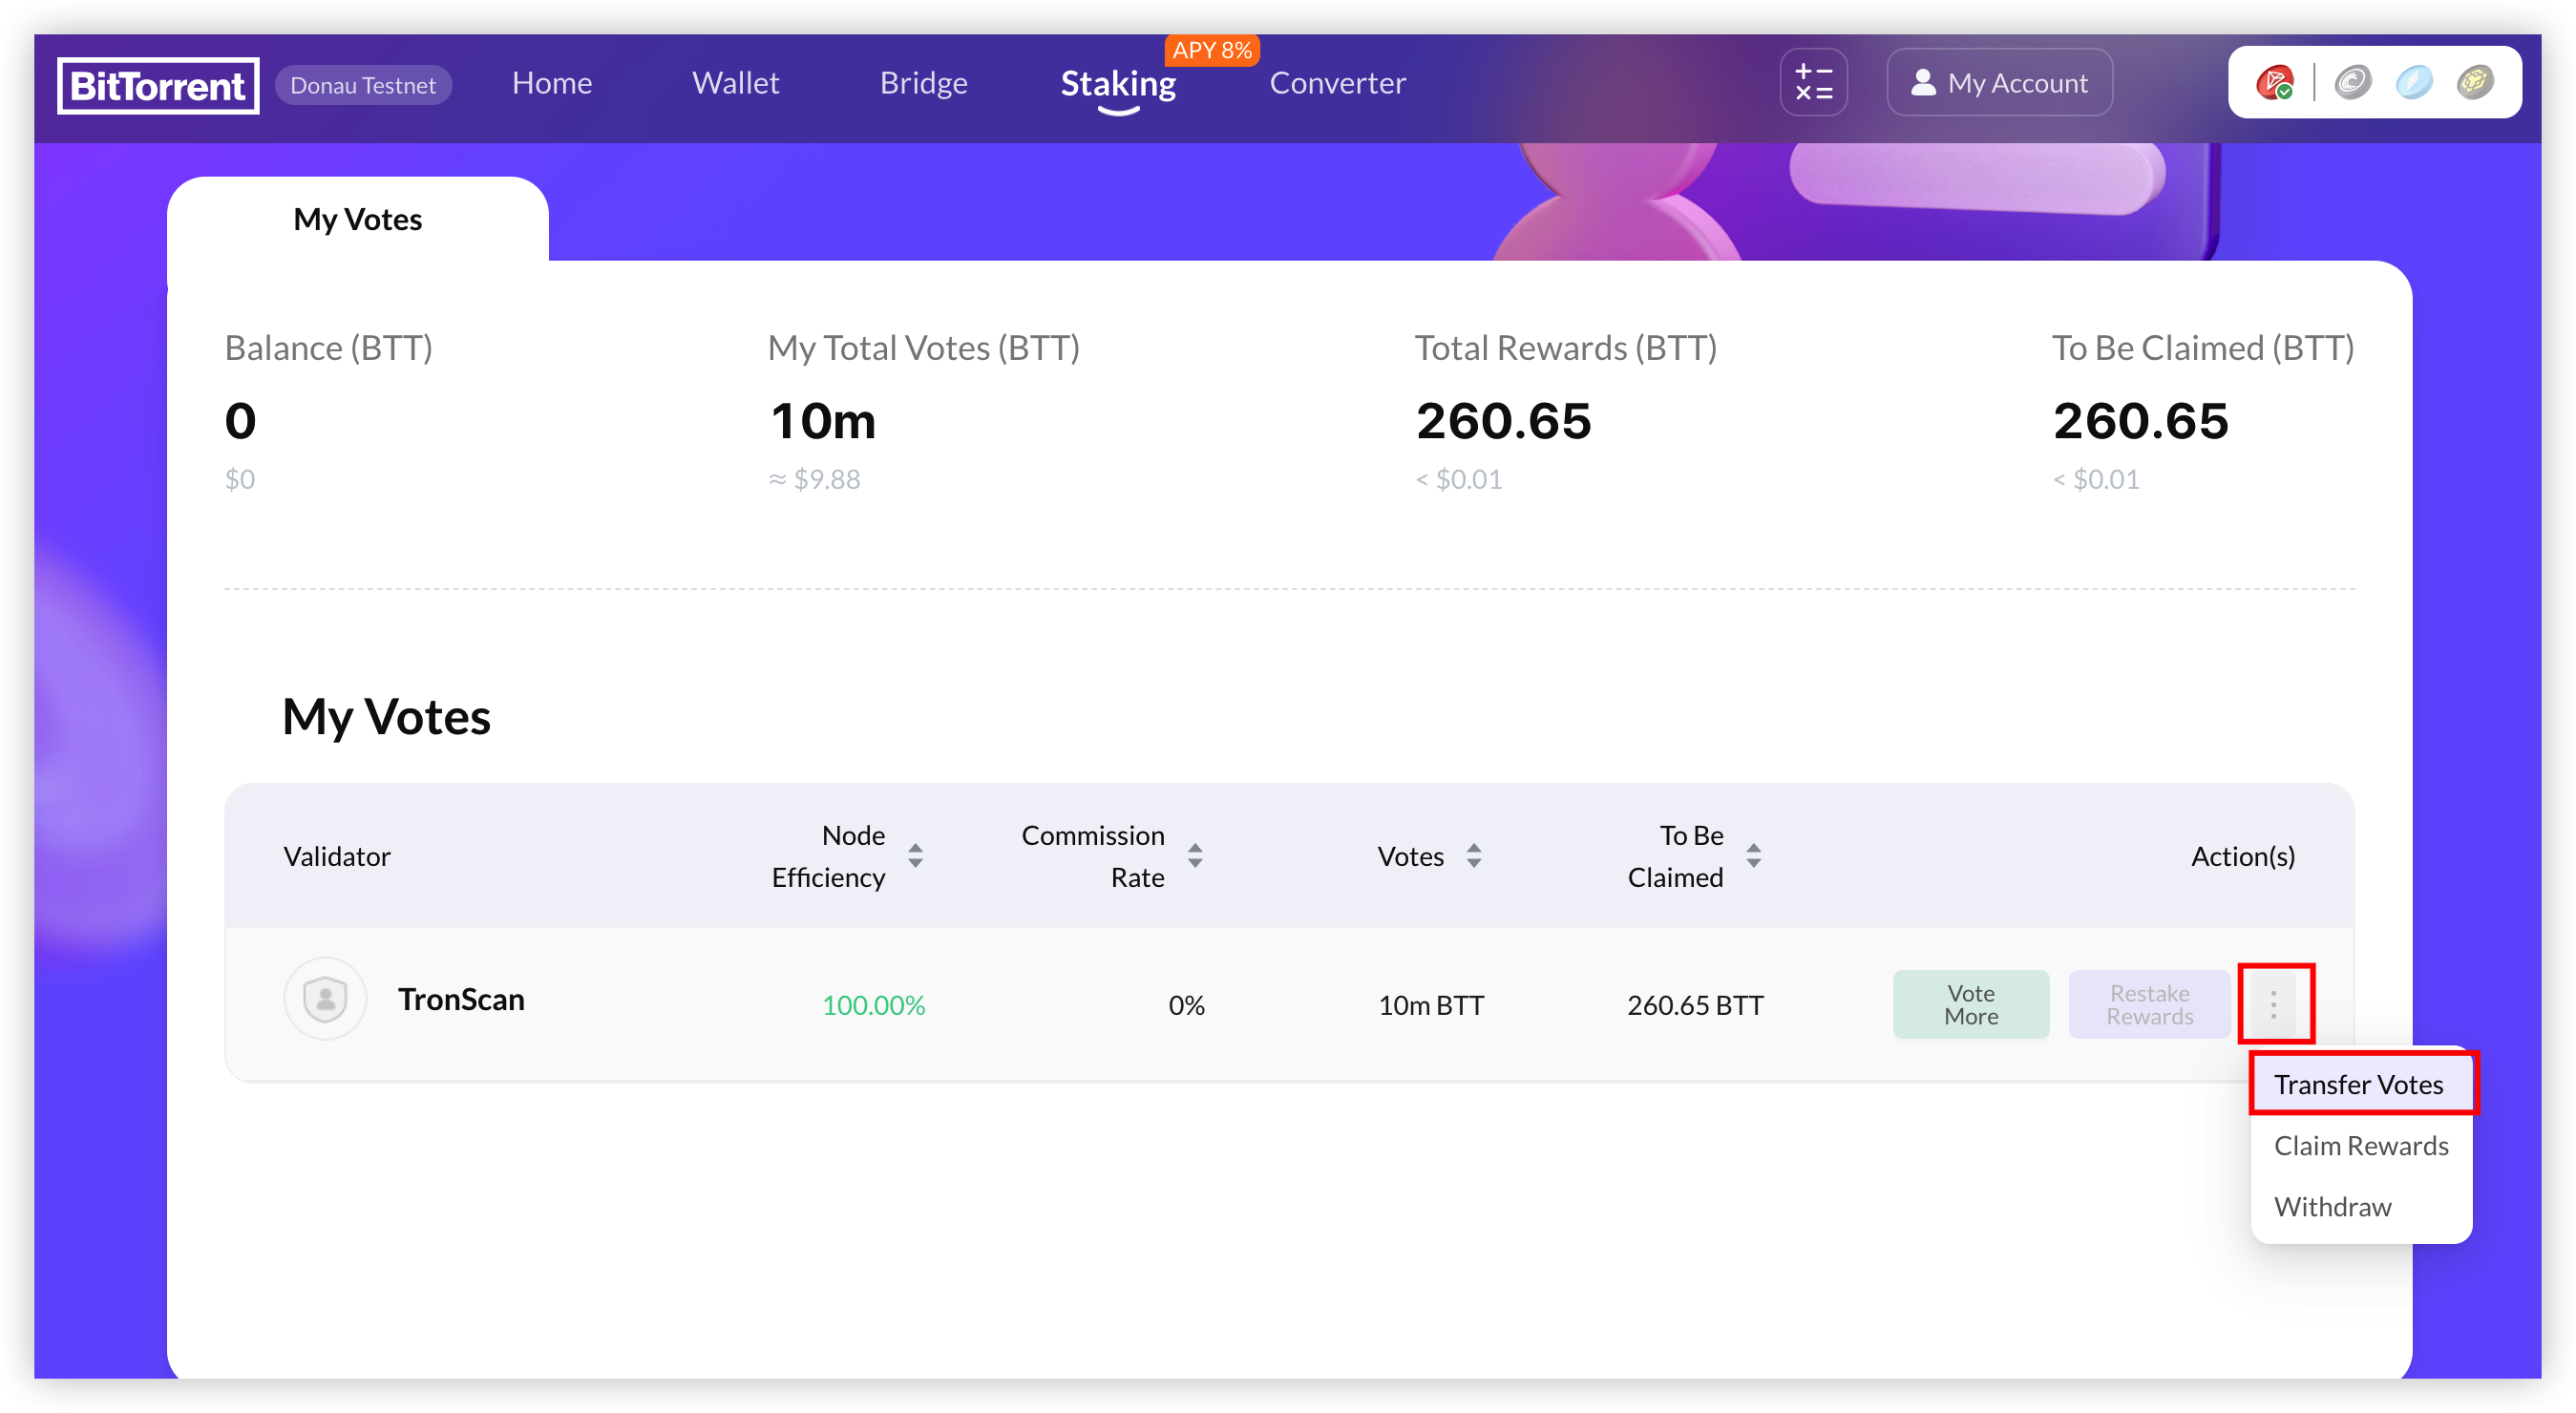 BitTorrent
Donau Testnet
Home
Wallet
Bridge
Staking
APY 8%
Converter
My Account
My Votes
Balance (BTT)
My Total Votes (BTT)
Total Rewards (BTT)
To Be Claimed (BTT)
0
10m
260.65
260.65
$0
≈ $9.88
< $0.01
< $0.01
My Votes
Validator
Node
Efficiency
Commission
Rate
Votes
To Be
Claimed
Action(s)
TronScan
100.00%
0%
10m BTT
260.65 BTT
Vote
More
Restake
Rewards
Transfer Votes
Claim Rewards
Withdraw